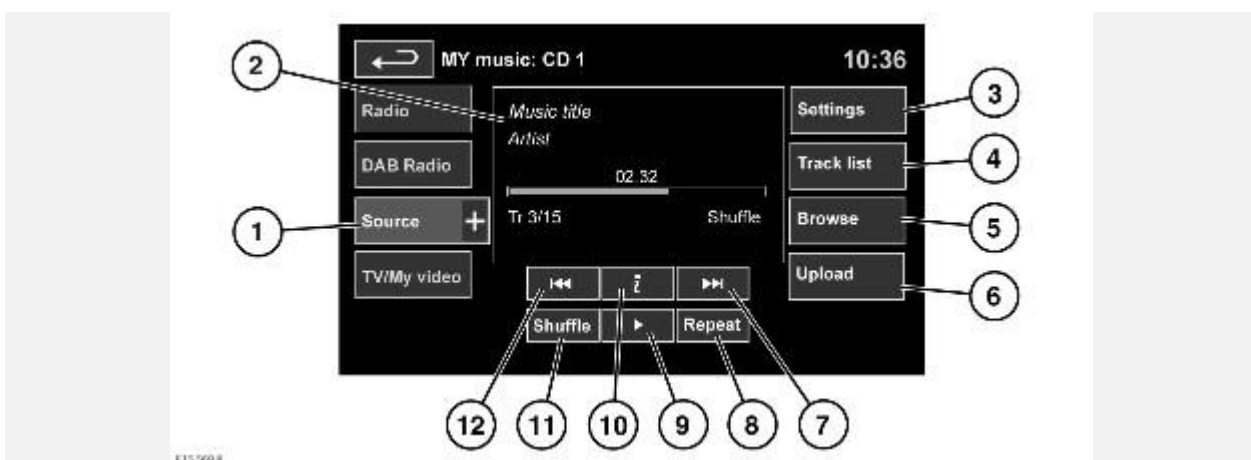 MY music: CD 1
10:36
2
Radio
Music title
Settings
3
Artist
DAB Radio
02.32
Track list
4
1
Source +
Tr 3/15
Shuffle
Browse
5
TV/My video
i
Upload
6
Shuffle
Repeat
12
11
10
9
8
7